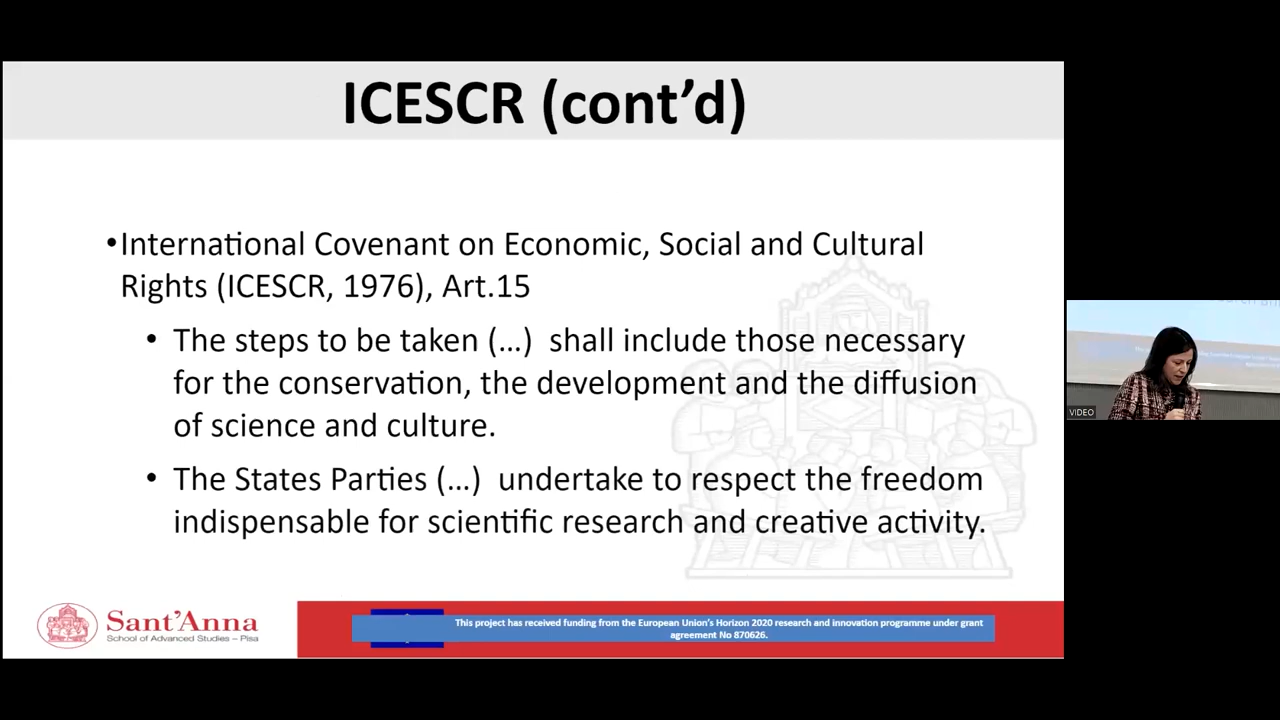 ICESCR (cont’d)
•International Covenant on Economic, Social and Cultural
Rights (ICESCR, 1976), Art.15
• The steps to be taken (…) shall include those necessary
for the conservation, the development and the diffusion
of science and culture.
• The States Parties (…) undertake to respect the freedom
indispensable for scientific research and creative activity.
Sant'Anna
School of Advanced Studies – Pisa
This project has received funding from the European Union's Horizon 2020 research and innovation programme under grant
agreement No 870626.
VIDEO